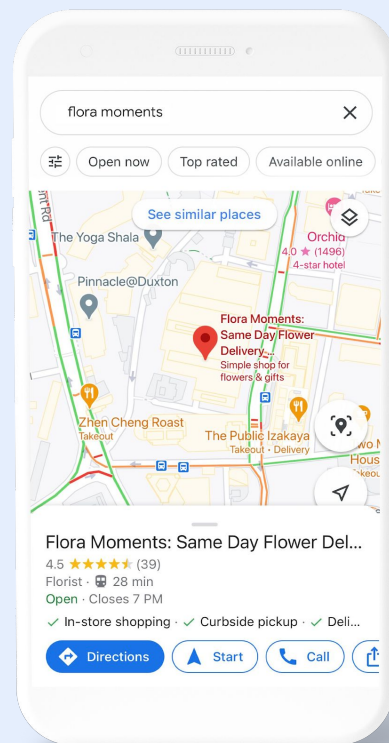 flora moments
Open now
Top rated
Available online
nt Rd
See similar places
The Yoga Shala
Orchid
4.0 ★ (1496)
4-star hotel
Pinnacle@Duxton
Flora Moments:
Same Day Flower
Delivery...
Simple shop for
flowers & gifts
Zhen Cheng Roast
Takeout
The Public Izakaya
Takeout • Delivery
Hous
Flora Moments: Same Day Flower Del...
4.5 ★★★★★ (39)
Florist · 28 min
Open · Closes 7 PM
✓ In-store shopping · ✓ Curbside pickup · ✓ Deli...
Directions
Start
Call